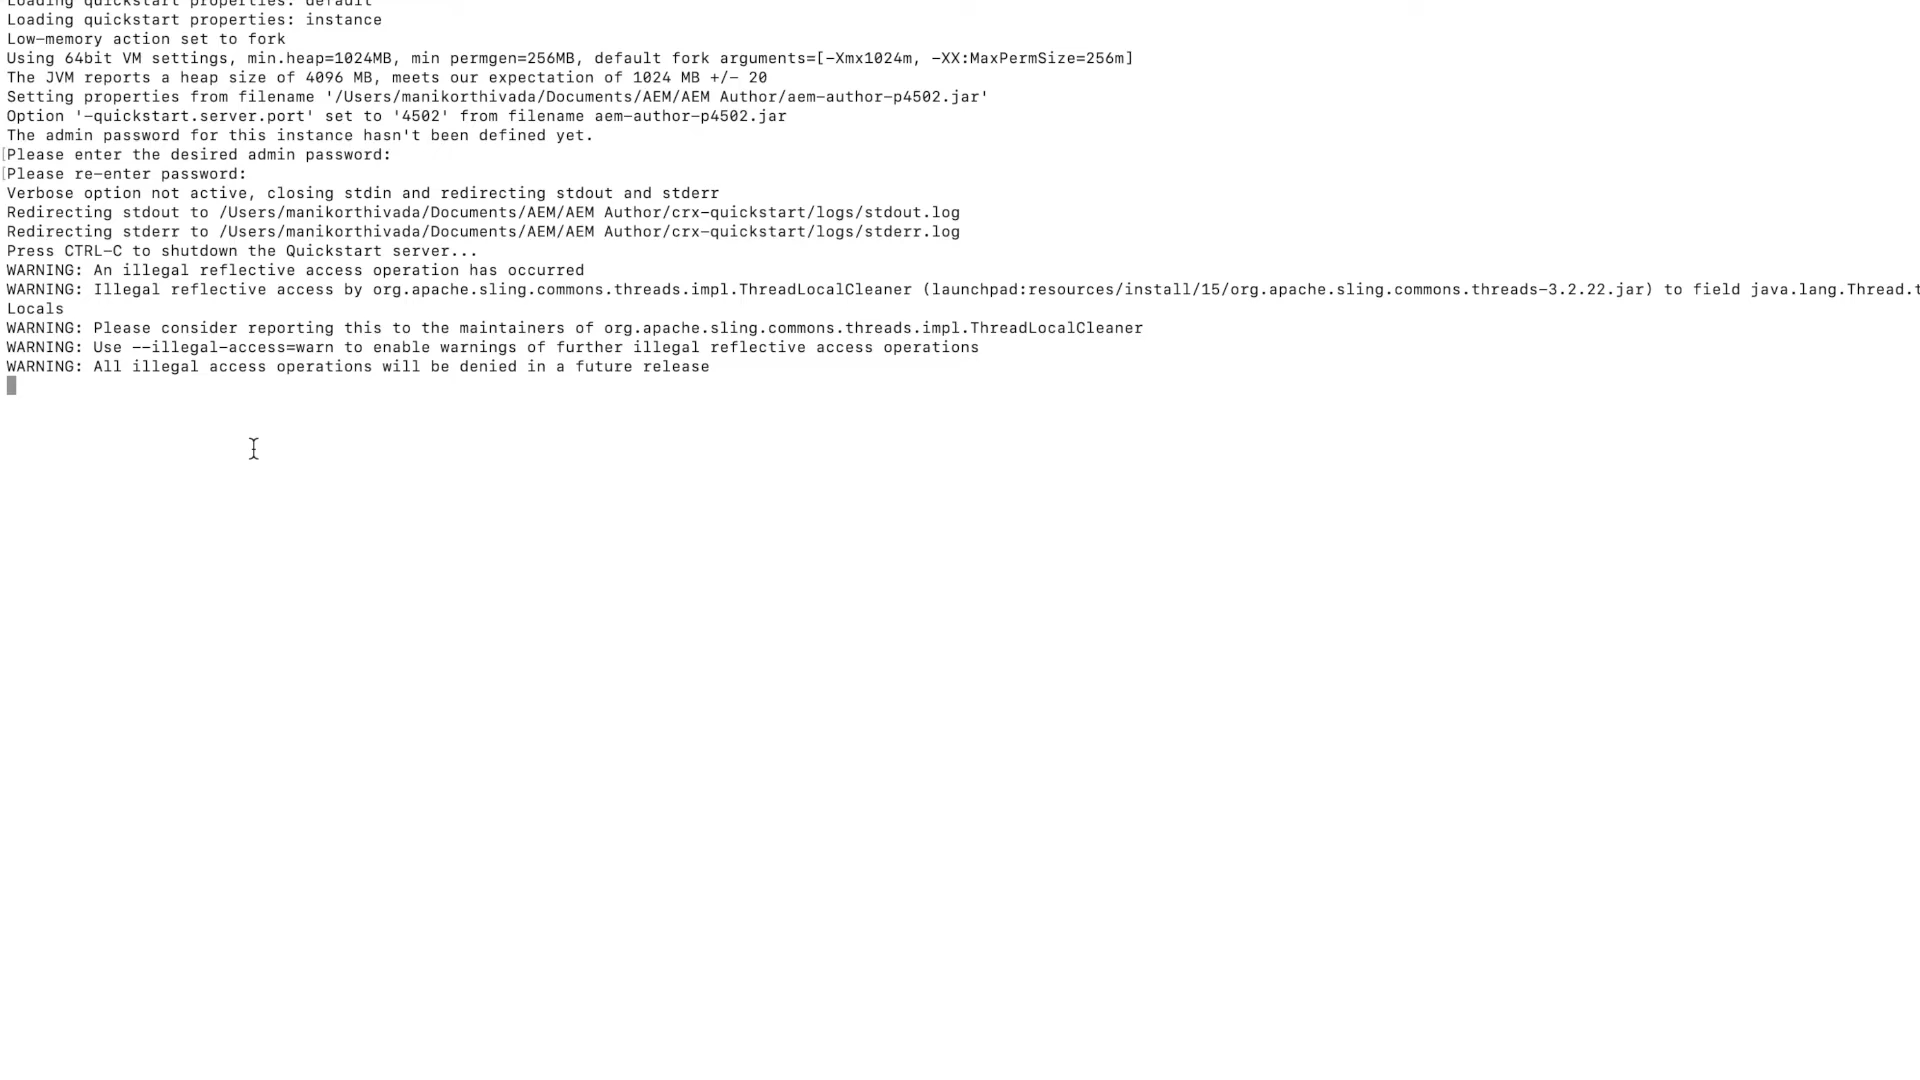 Loading quickstart properties: default
Loading quickstart properties: instance
Low-memory action set to fork
Using 64bit VM settings, min.heap=1024MB, min permgen=256MB, default fork arguments=[-Xmx1024m, -XX:MaxPermSize=256m]
The JVM reports a heap size of 4096 MB, meets our expectation of 1024 MB +/- 20
Setting properties from filename '/Users/manikorthivada/Documents/AEM/AEM Author/aem-author-p4502.jar'
Option '-quickstart.server.port' set to '4502' from filename aem-author-p4502.jar
The admin password for this instance hasn't been defined yet.
[Please enter the desired admin password:
[Please re-enter password:
Verbose option not active, closing stdin and redirecting stdout and stderr
Redirecting stdout to /Users/manikorthivada/Documents/AEM/AEM Author/crx-quickstart/logs/stdout.log
Redirecting stderr to /Users/manikorthivada/Documents/AEM/AEM Author/crx-quickstart/logs/stderr.log
Press CTRL-C to shutdown the Quickstart server...
WARNING: An illegal reflective access operation has occurred
WARNING: Illegal reflective access by org.apache.sling.commons.threads.impl.ThreadLocalCleaner (launchpad:resources/install/15/org.apache.sling.commons.threads-3.2.22.jar) to field java.lang.Thread.t
Locals
WARNING: Please consider reporting this to the maintainers of org.apache.sling.commons.threads.impl.ThreadLocalCleaner
WARNING: Use --illegal-access=warn to enable warnings of further illegal reflective access operations
WARNING: All illegal access operations will be denied in a future release